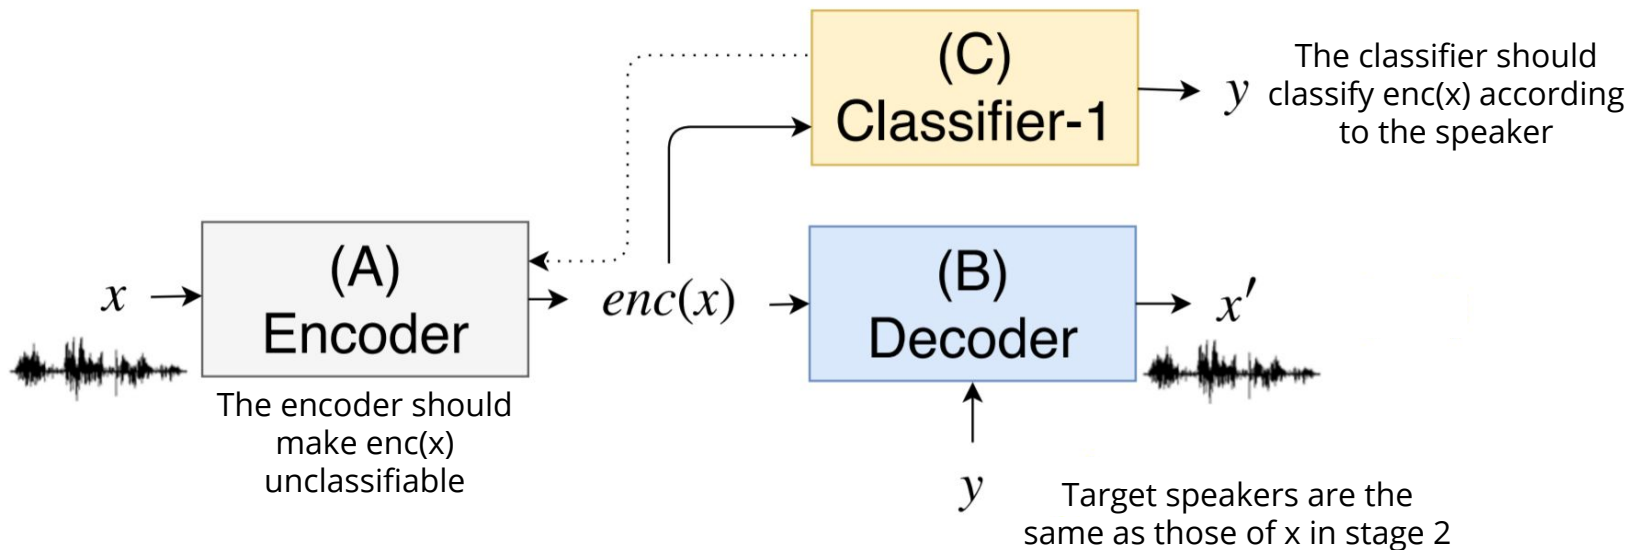 (C)
Classifier-1
y
The classifier should
classify enc(x) according
to the speaker
x
(A)
Encoder
The encoder should
make enc(x)
unclassifiable
enc(x)
(B)
Decoder
x′
y
Target speakers are the
same as those of x in stage 2